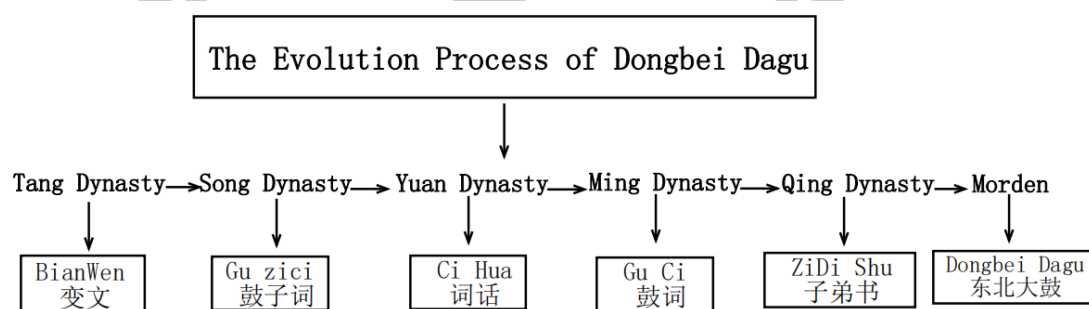 The Evolution Process of Dongbei Dagu
Tang Dynasty Song Dynasty Yuan Dynasty Ming Dynasty Qing Dynasty Morden
BianWen
变文
Gu zici
鼓子词
Ci Hua
词话
Gu Ci
鼓词
ZiDi Shu
子弟书
Dongbei Dagu
东北大鼓